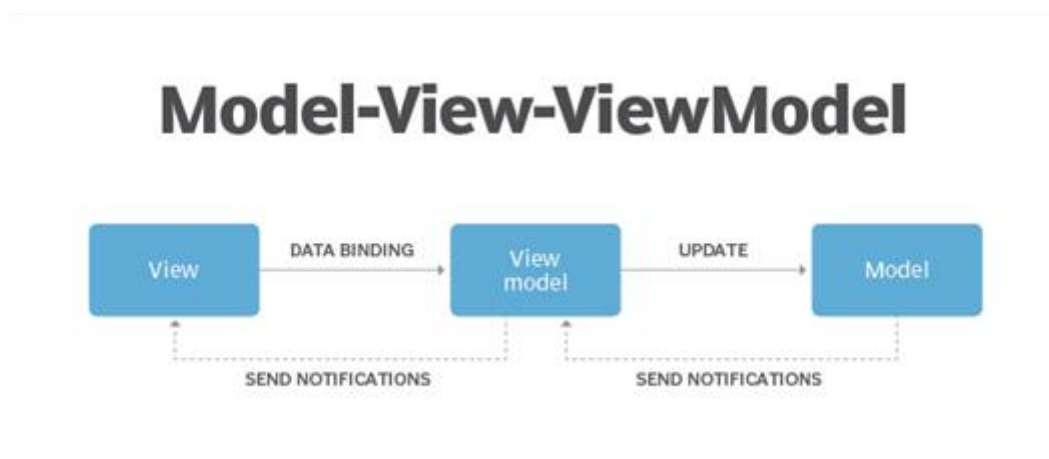 Model-View-ViewModel
View
DATA BINDING
View
model
UPDATE
Model
SEND NOTIFICATIONS
SEND NOTIFICATIONS